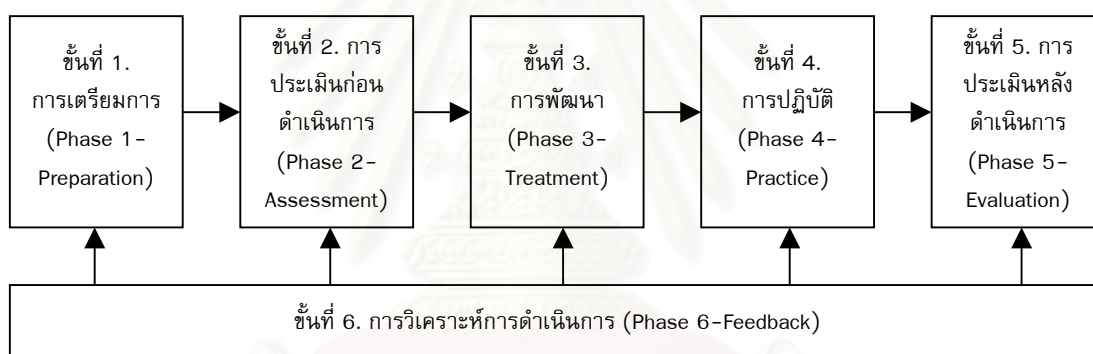 ขั้นที่ 1.
การเตรียมการ
(Phase 1-
Preparation)
ขั้นที่ 2. การ
ประเมินก่อน
ดำเนินการ
(Phase 2-
Assessment)
ขั้นที่ 3.
การพัฒนา
(Phase 3-
Treatment)
ขั้นที่ 4.
การปฏิบัติ
(Phase 4-
Practice)
ขั้นที่ 5. การ
ประเมินหลัง
ดำเนินการ
(Phase 5-
Evaluation)
ขั้นที่ 6. การวิเคราะห์การดำเนินการ (Phase 6-Feedback)